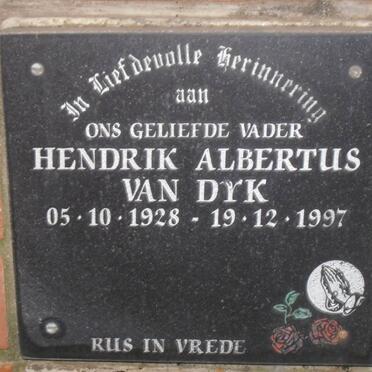 In Liefdevolle Herinnering
aan
ONS GELIEFDE VADER
HENDRIK ALBERTUS
VAN DYK
05·10·1928 - 19·12·1997
RUS IN VREDE